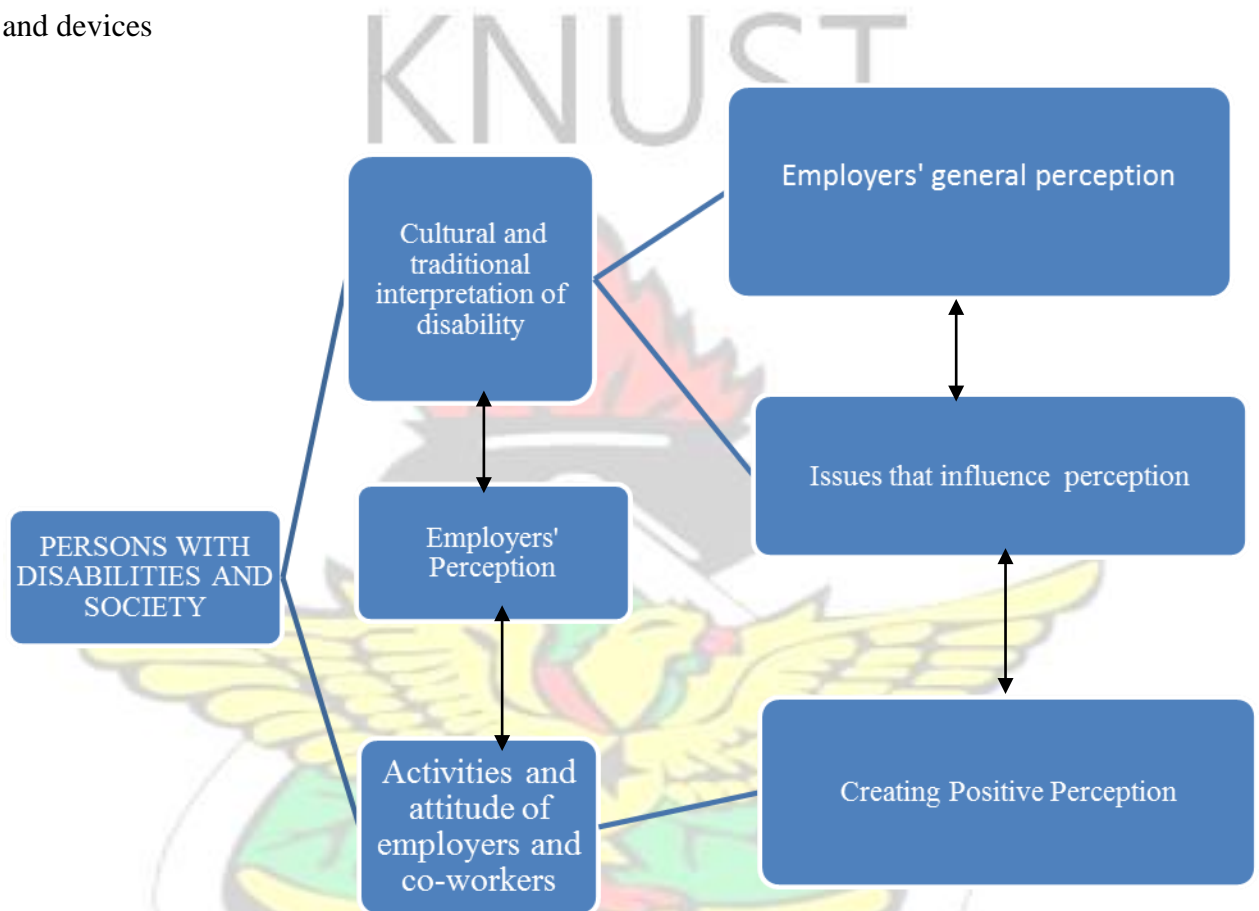 and devices
KNUST
Employers' general perception
Cultural and
traditional
interpretation of
disability
Issues that influence perception
Employers'
Perception
PERSONS WITH
DISABILITIES AND
SOCIETY
Activities and
attitude of
employers and
co-workers
Creating Positive Perception